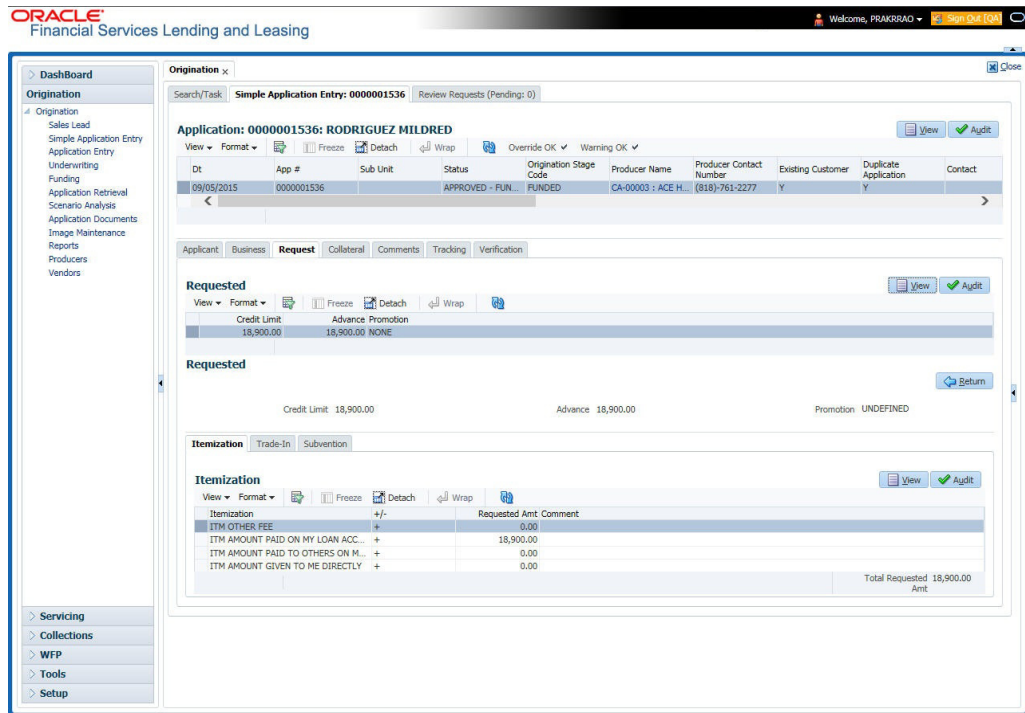 ORACLE
Financial Services Lending and Leasing
Welcome, PRAKRRAO
Sign Out [QA]
Close
DashBoard
Origination
Origination
Sales Lead
Simple Application Entry
Application Entry
Underwriting
Funding
Application Retrieval
Scenario Analysis
Application Documents
Image Maintenance
Reports
Producers
Vendors
Servicing
Collections
WFP
Tools
Setup
Origination x
Search/Task Simple Application Entry: 0000001536 Review Requests (Pending: 0)
Application: 0000001536: RODRIGUEZ MILDRED
View Audit
View Format Freeze Detach Wrap Override OK ✓ Warning OK ✓
Dt App # Sub Unit Status Origination Stage Code Producer Name Producer Contact Number Existing Customer Duplicate Application Contact
09/05/2015 0000001536 APPROVED - FUN... FUNDED CA-00003 : ACE H... (818)-761-2277 Y Y
Applicant Business Request Collateral Comments Tracking Verification
Requested
View Audit
View Format Freeze Detach Wrap
Credit Limit Advance Promotion
18,900.00 18,900.00 NONE
Requested
Return
Credit Limit 18,900.00 Advance 18,900.00 Promotion UNDEFINED
Itemization Trade-In Subvention
Itemization
View Audit
View Format Freeze Detach Wrap
Itemization +/- Requested Amt Comment
ITM OTHER FEE + 0.00
ITM AMOUNT PAID ON MY LOAN ACC... + 18,900.00
ITM AMOUNT PAID TO OTHERS ON M... + 0.00
ITM AMOUNT GIVEN TO ME DIRECTLY + 0.00
Total Requested Amt 18,900.00